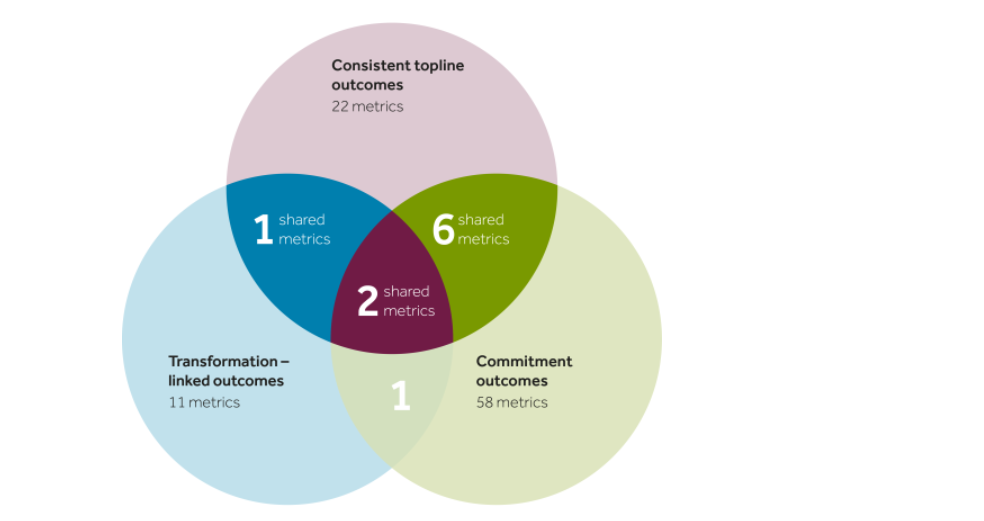 Consistent topline
outcomes
22 metrics
1 shared
metrics
6 shared
metrics
2 shared
metrics
Transformation –
linked outcomes
11 metrics
Commitment
outcomes
58 metrics
1